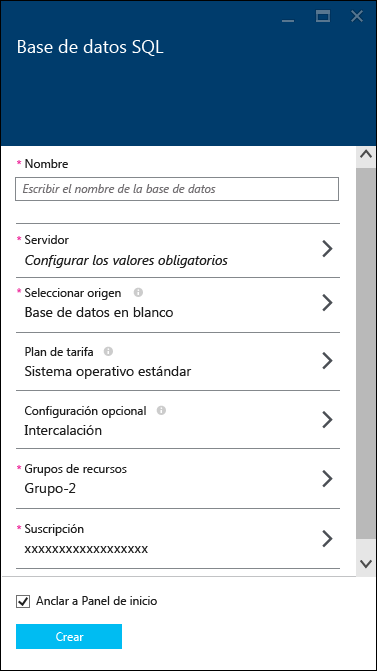 Base de datos SQL
* Nombre
Escribir el nombre de la base de datos
* Servidor
Configurar los valores obligatorios
* Seleccionar origen
Base de datos en blanco
Plan de tarifa
Sistema operativo estándar
Configuración opcional
Intercalación
* Grupos de recursos
Grupo-2
* Suscripción
xxxxxxxxxxxxxxxxxx
Anclar a Panel de inicio
Crear